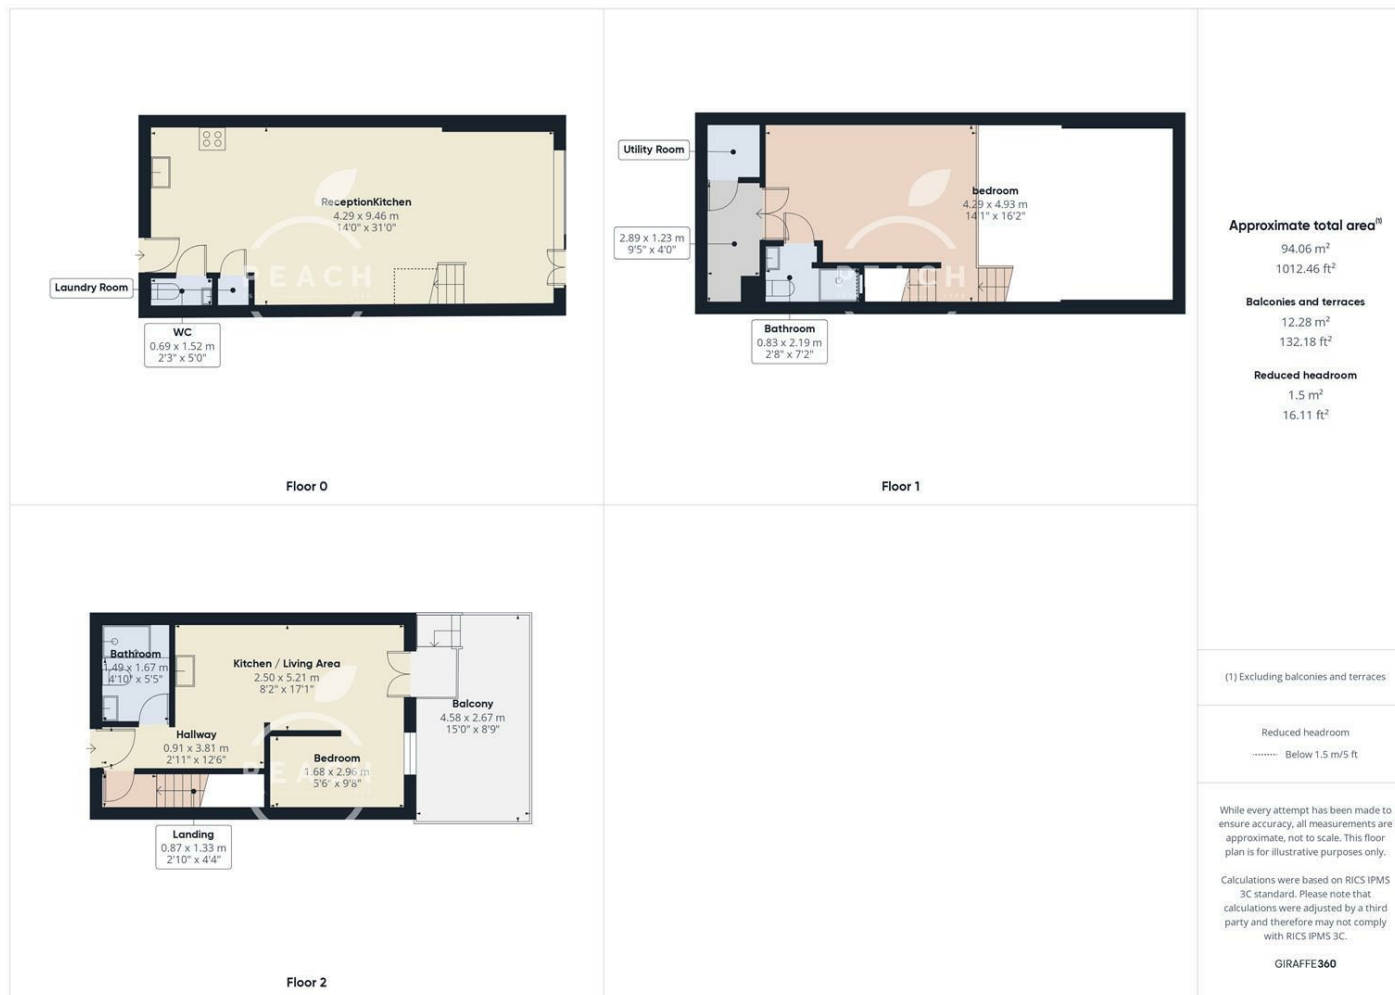 ReceptionKitchen
4.29 x 9.46 m
14'0" x 31'0"
Laundry Room
WC
0.69 x 1.52 m
2'3" x 5'0"
PEACH
Floor 0
Utility Room
2.89 x 1.23 m
9'5" x 4'0"
bedroom
4.29 x 4.93 m
14'1" x 16'2"
Bathroom
0.83 x 2.19 m
2'8" x 7'2"
PEACH
Floor 1
Bathroom
1.49 x 1.67 m
4'10" x 5'5"
Kitchen / Living Area
2.50 x 5.21 m
8'2" x 17'1"
Balcony
4.58 x 2.67 m
15'0" x 8'9"
Hallway
0.91 x 3.81 m
2'11" x 12'6"
Bedroom
1.68 x 2.96 m
5'6" x 9'8"
PEACH
Landing
0.87 x 1.33 m
2'10" x 4'4"
Floor 2
Approximate total area(1)
94.06 m²
1012.46 ft²
Balconies and terraces
12.28 m²
132.18 ft²
Reduced headroom
1.5 m²
16.11 ft²
(1) Excluding balconies and terraces
Reduced headroom
Below 1.5 m/5 ft
While every attempt has been made to
ensure accuracy, all measurements are
approximate, not to scale. This floor
plan is for illustrative purposes only.
Calculations were based on RICS IPMS
3C standard. Please note that
calculations were adjusted by a third
party and therefore may not comply
with RICS IPMS 3C.
GIRAFFE360